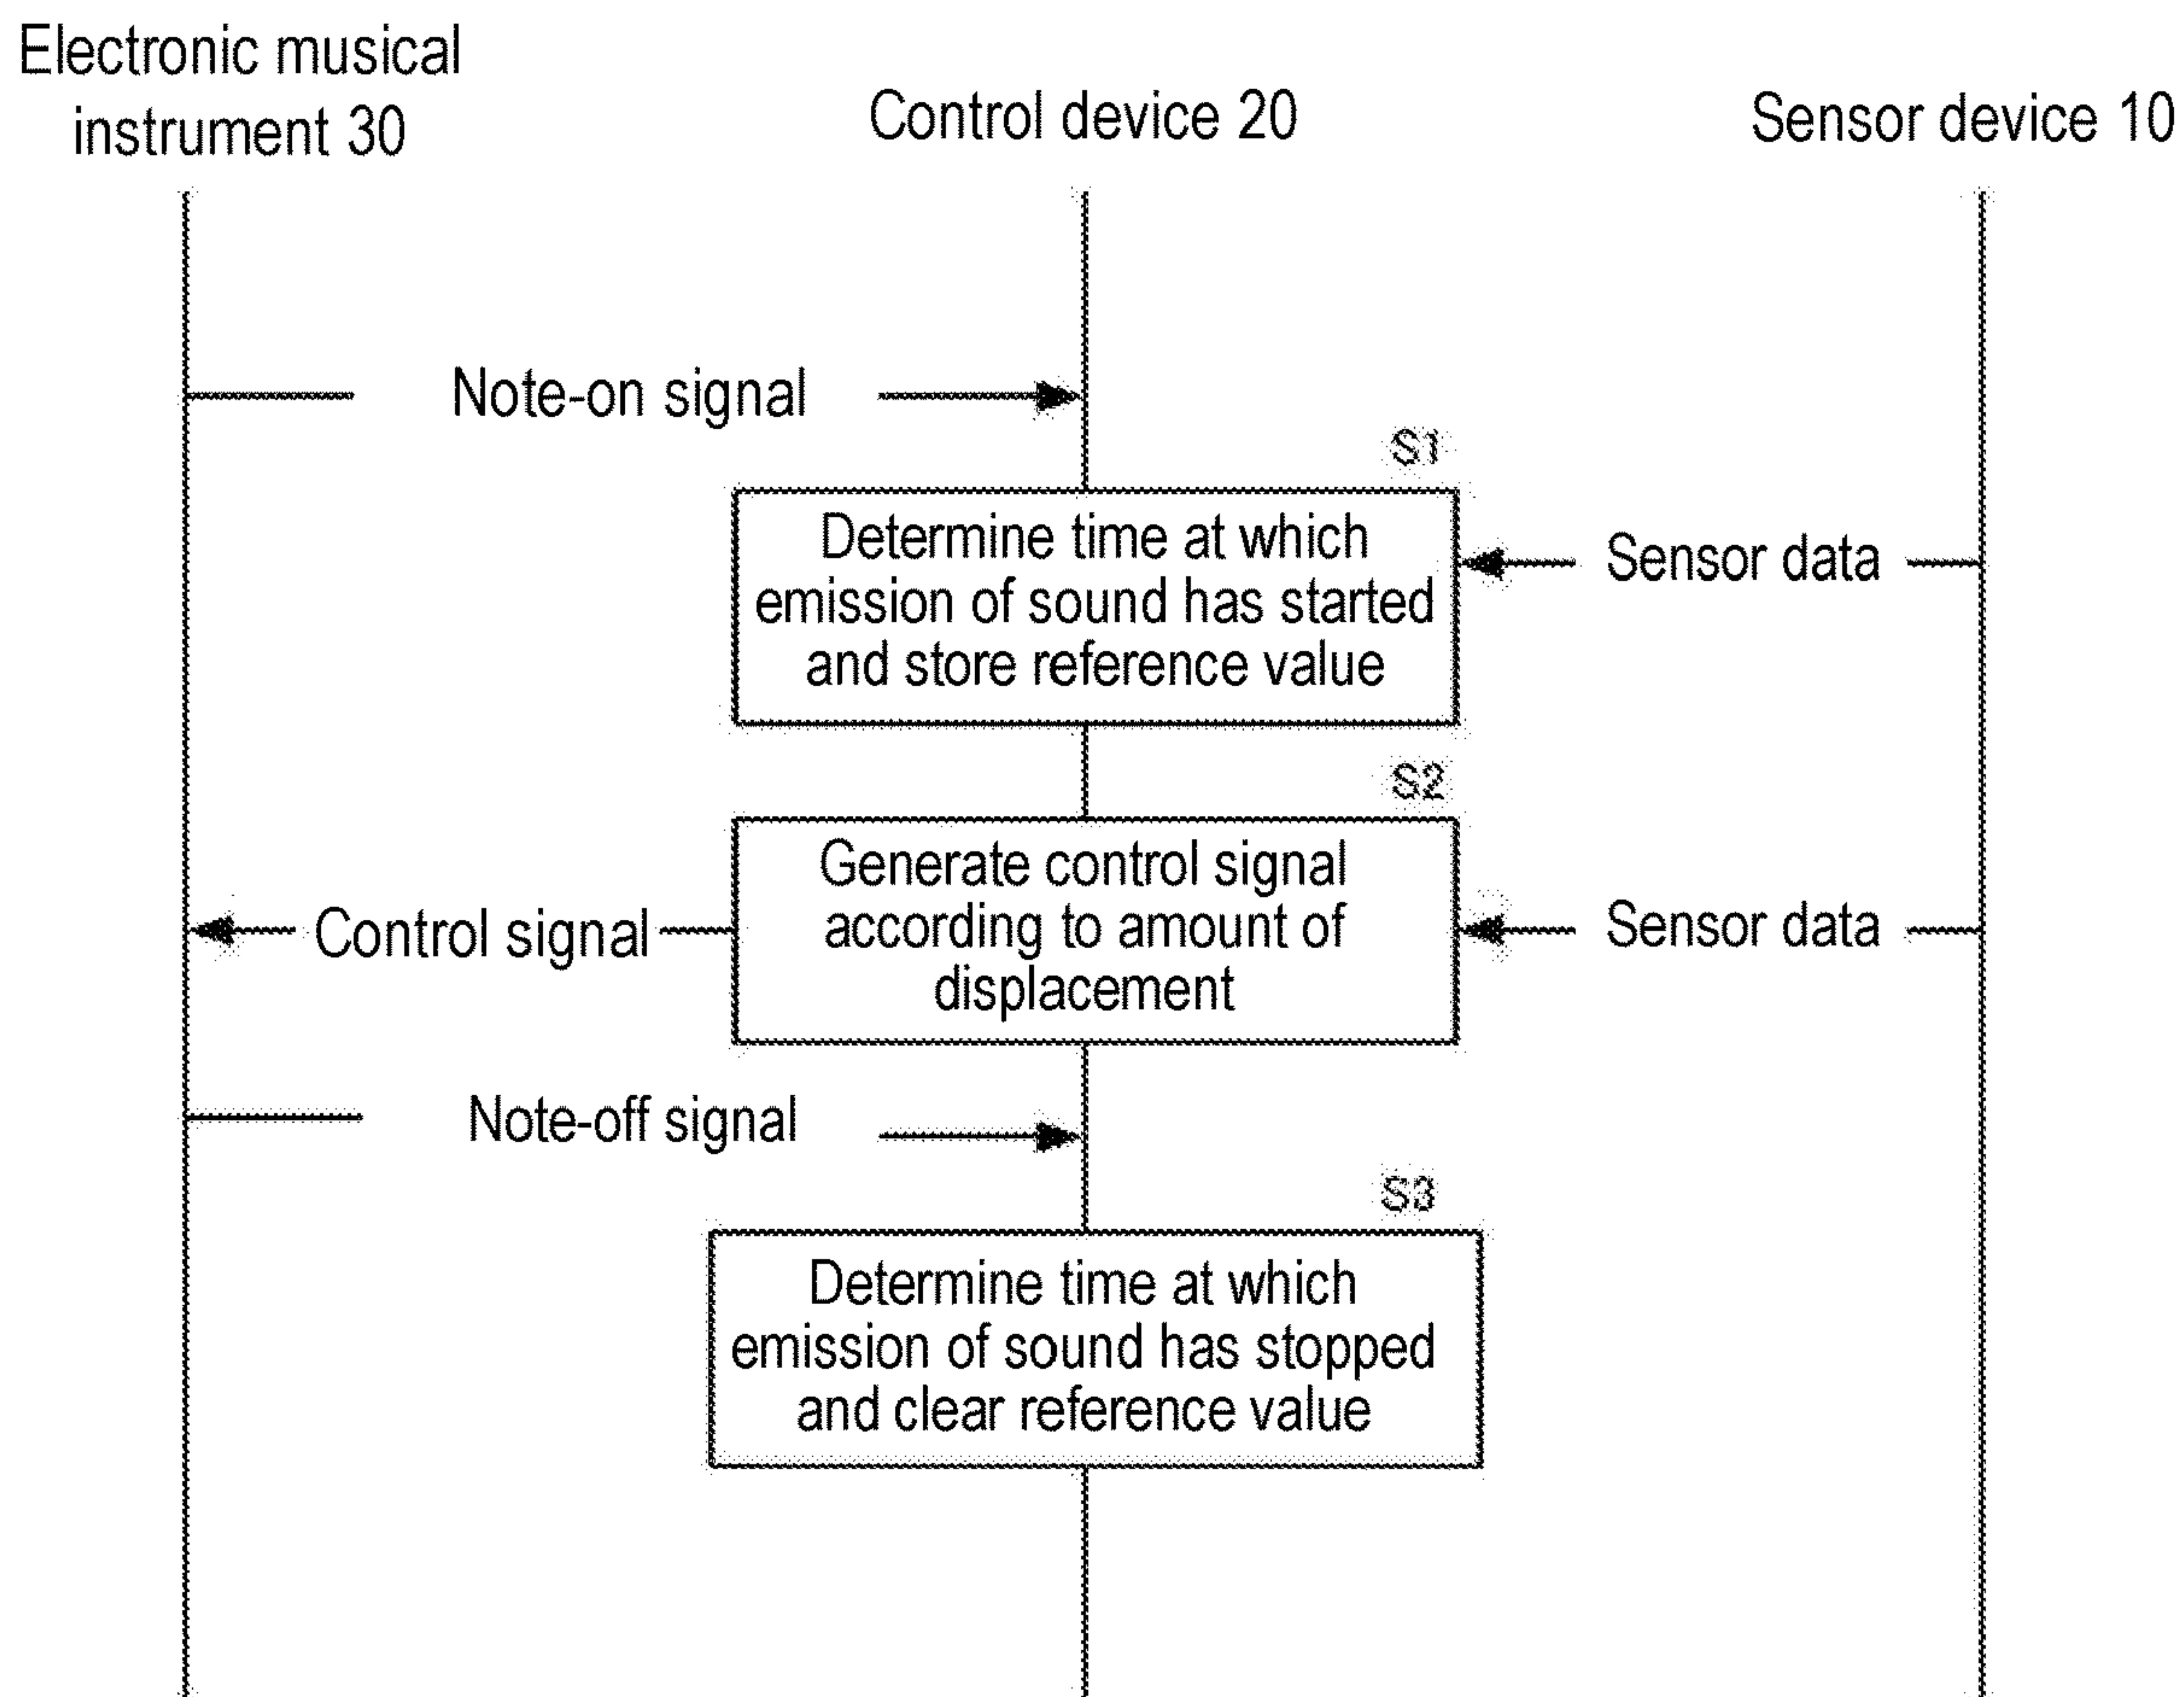 Electronic musical
instrument 30
Control device 20
Sensor device 10
Note-on signal
S1
Determine time at which
emission of sound has started
and store reference value
Sensor data
S2
Generate control signal
according to amount of
displacement
Control signal
Sensor data
Note-off signal
S3
Determine time at which
emission of sound has stopped
and clear reference value